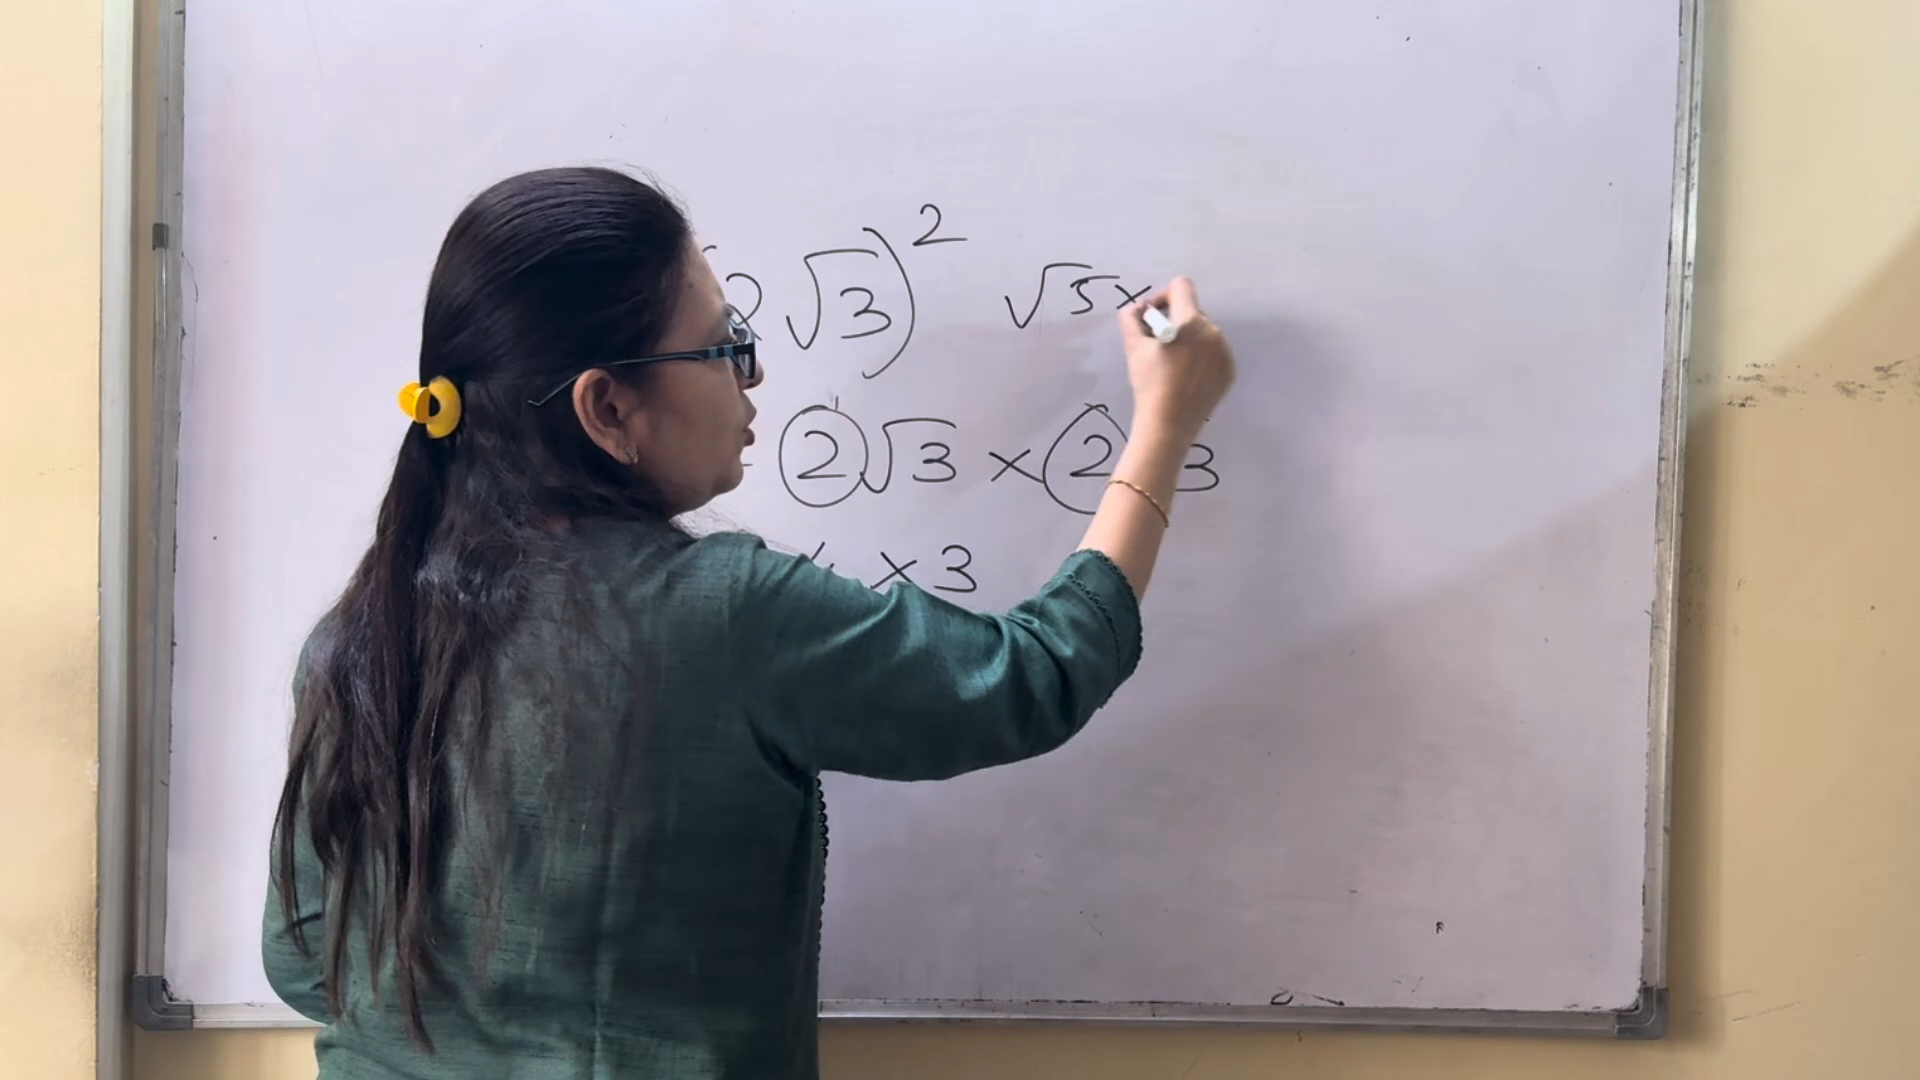 (2√3)² √5×
2√3 × 2√3
× 3